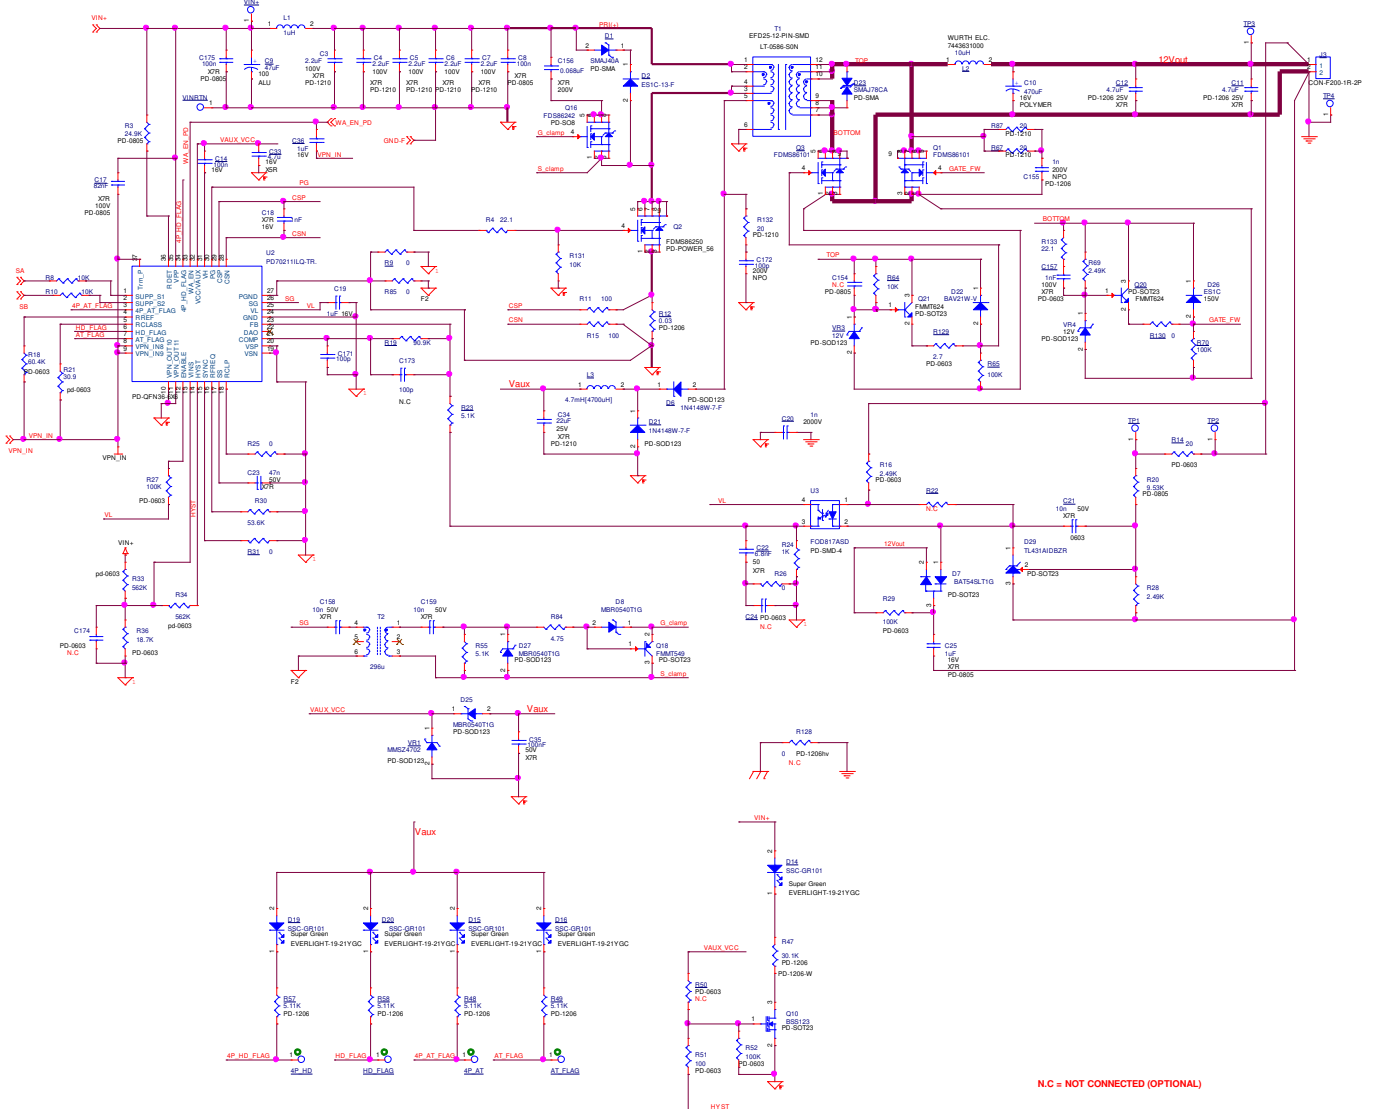 VIN+
VIN+
L1
1uH
C175
100n
X7R
PD-0805
C9
47uF
100
ALU
C3
2.2uF
100V
X7R
PD-1210
C4
2.2uF
100V
X7R
PD-1210
C5
2.2uF
100V
X7R
PD-1210
C6
2.2uF
100V
X7R
PD-1210
C7
2.2uF
100V
X7R
PD-1210
C8
100n
X7R
PD-0805
VINRTN
PRI(+)
C156
0.068uF
X7R
200V
D1
SMAJ40A
PD-SMA
D2
ES1C-13-F
Q16
FDS86242
PD-SO8
G_clamp
S_clamp
T1
EFD25-12-PIN-SMD
LT-0586-S0N
TOP
D23
SMAJ78CA
PD-SMA
BOTTOM
WURTH ELC.
7443631000
10uH
L2
12Vout
C10
470uF
16V
POLYMER
C12
4.7uF
PD-1206 25V
X7R
C11
4.7uF
PD-1206 25V
X7R
TP3
J3
CON-F200-1R-2P
TP4
R3
24.9K
PD-0805
WA_EN_PD
WA_EN_PD
VAUX_VCC
C14
100n
16V
C33
4.7u
16V
X5R
C36
1uF
16V
VPN_IN
GND-F
C17
82nF
X7R
100V
PD-0805
4P_HD_FLAG
PG
CSP
C18
X7R
16V
nF
CSN
R4 22.1
R131
10K
Q2
FDMS86250
PD-POWER_56
Q3
FDMS86101
Q1
FDMS86101
GATE_FW
R87 20
PD-1210
R67 20
PD-1210
C155
1n
200V
NPO
PD-1206
R132
20
PD-1210
C172
100p
200V
NPO
U2
PD70211ILQ-TR.
SA
SB
R8 10K
R10 10K
4P_AT_FLAG
HD_FLAG
AT_FLAG
SUPP_S1
SUPP_S2
4P_AT_FLAG
RREF
RCLASS
HD_FLAG
AT_FLAG
VPN_IN8
VPN_IN9
PGND
SG
VL
GND
FB
DAO
COMP
VSP
VSN
PD-QFN36-6X6
R18
60.4K
PD-0603
R21
30.9
pd-0603
VPN_IN
VPN_IN
VPN_IN
R9 0
R85 0
F2
SG
VL
C19
1uF 16V
C171
100p
R19 90.9K
C173
100p
N.C
R23
5.1K
CSP
R11 100
CSN
R15 100
R12
0.03
PD-1206
Vaux
L3
4.7mH[4700uH]
C34
22uF
25V
X7R
PD-1210
D21
1N4148W-7-F
PD-SOD123
D6
PD-SOD123
1N4148W-7-F
TOP
C154
N.C
PD-0805
R64
10K
VR3
12V
PD-SOD123
Q21
FMMT624
PD-SOT23
D22
BAV21W-V
R129
2.7
PD-0603
R65
100K
BOTTOM
R133
22.1
C157
1nF
100V
X7R
PD-0603
R69
2.49K
Q20
PD-SOT23
FMMT624
D26
ES1C
150V
VR4
12V
PD-SOD123
R130 0
R70
100K
GATE_FW
C20
1n
2000V
R16
2.49K
PD-0603
TP1
TP2
R14
20
PD-0603
R20
9.53K
PD-0805
VL
U3
FOD817ASD
PD-SMD-4
R22
N.C
C21
10n 50V
X7R
0603
D29
TL431AIDBZR
PD-SOT23
C22
6.8nF
50
X7R
R24
1K
R26
0
C24
N.C
PD-0603
12Vout
D7
BAT54SLT1G
PD-SOT23
R29
100K
PD-0603
C25
1uF
16V
X7R
PD-0805
R28
2.49K
R27
100K
PD-0603
VL
HYST
R25 0
C23 47n
50V
X7R
R30
53.6K
R31 0
VIN+
pd-0603
R33
562K
R34
562K
pd-0603
C174
PD-0603
N.C
R36
18.7K
PD-0603
C158
10n 50V
X7R
SG
F2
T2
296u
C159
10n 50V
X7R
R55
5.1K
D27
MBR0540T1G
PD-SOD123
R84
4.75
D8
MBR0540T1G
G_clamp
Q18
FMMT549
PD-SOT23
S_clamp
VAUX_VCC
D25
MBR0540T1G
PD-SOD123
Vaux
VR1
MMSZ4702
PD-SOD123
C35
100nF
50V
X7R
R128
0 PD-1206hv
N.C
Vaux
D19
SSC-GR101
Super Green
EVERLIGHT-19-21YGC
D20
SSC-GR101
Super Green
EVERLIGHT-19-21YGC
D15
SSC-GR101
Super Green
EVERLIGHT-19-21YGC
D16
SSC-GR101
Super Green
EVERLIGHT-19-21YGC
R57
5.11K
PD-1206
R58
5.11K
PD-1206
R48
5.11K
PD-1206
R49
5.11K
PD-1206
4P_HD_FLAG
4P_HD
HD_FLAG
HD_FLAG
4P_AT_FLAG
4P_AT
AT_FLAG
AT_FLAG
VIN+
D14
SSC-GR101
Super Green
EVERLIGHT-19-21YGC
R47
30.1K
PD-1206
PD-1206-W
VAUX_VCC
R50
PD-0603
N.C
Q10
BSS123
PD-SOT23
R51
100
PD-0603
R52
100K
PD-0603
HYST
N.C = NOT CONNECTED (OPTIONAL)